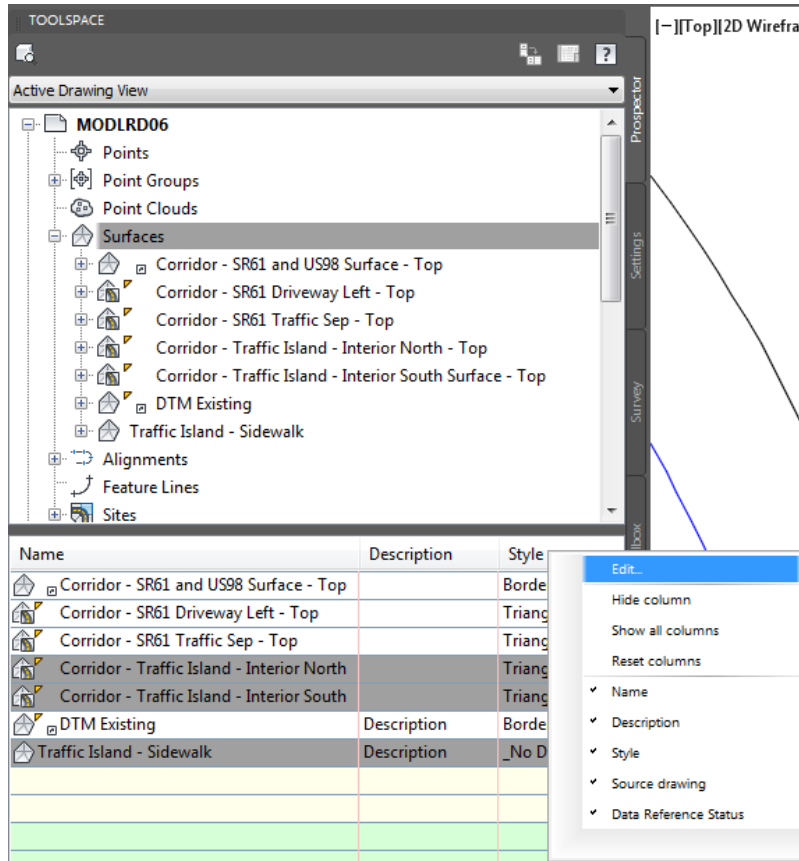 TOOLSPACE
[−][Top][2D Wirefra
?
Active Drawing View
Prospector
MODLRD06
Points
Point Groups
Point Clouds
Surfaces
Settings
Corridor - SR61 and US98 Surface - Top
Corridor - SR61 Driveway Left - Top
Corridor - SR61 Traffic Sep - Top
Corridor - Traffic Island - Interior North - Top
Corridor - Traffic Island - Interior South Surface - Top
Survey
DTM Existing
Traffic Island - Sidewalk
Alignments
Feature Lines
Sites
lbox
Name Description Style
Corridor - SR61 and US98 Surface - Top Borde
Corridor - SR61 Driveway Left - Top Triang
Corridor - SR61 Traffic Sep - Top Triang
Corridor - Traffic Island - Interior North Triang
Corridor - Traffic Island - Interior South Triang
DTM Existing Description Borde
Traffic Island - Sidewalk Description _No D
Edit...
Hide column
Show all columns
Reset columns
Name
Description
Style
Source drawing
Data Reference Status